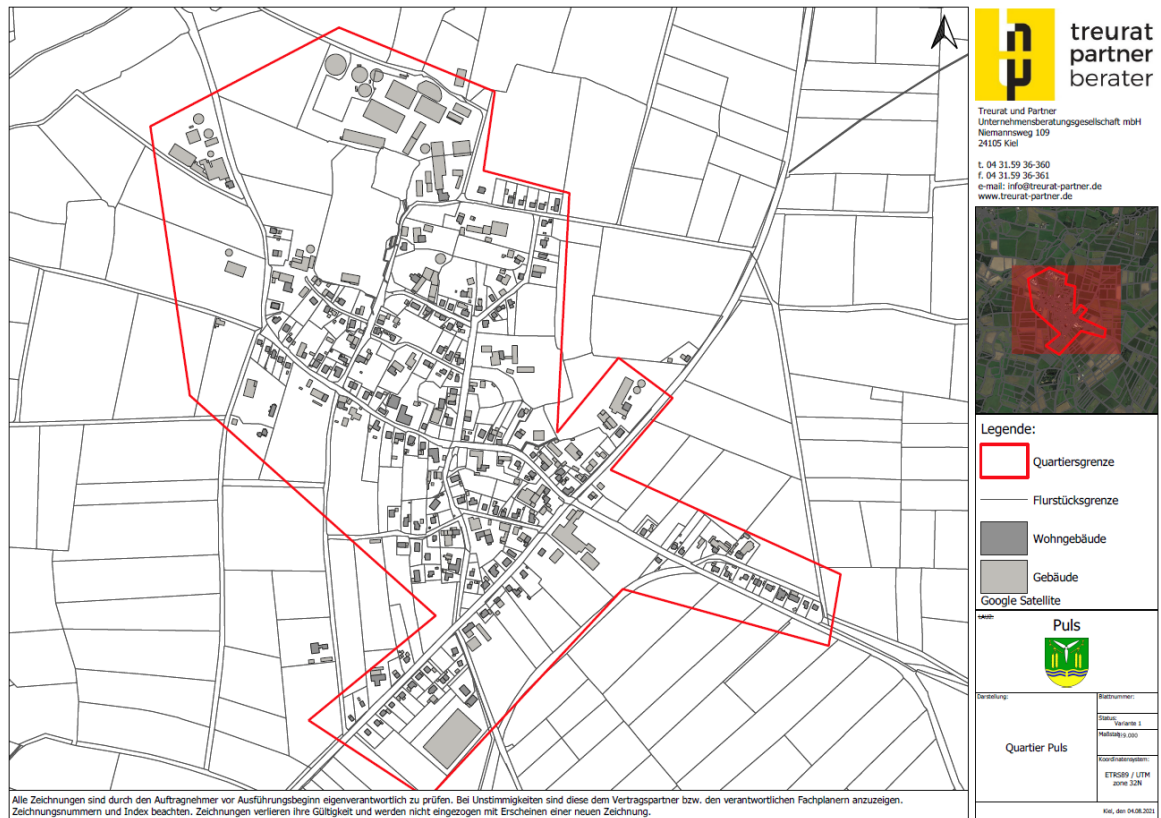 treurat
partner
berater
Treurat und Partner
Unternehmensberatungsgesellschaft mbH
Niemannsweg 109
24105 Kiel
t. 04 31.59 36-360
f. 04 31.59 36-361
e-mail: info@treurat-partner.de
www.treurat-partner.de
Legende:
Quartiersgrenze
Flurstücksgrenze
Wohngebäude
Gebäude
Google Satellite
Puls
Darstellung:
Quartier Puls
Blattnummer:
Status:
Variante 1
Koordinatensystem:
ETRS89 / UTM
zone 32N
Kiel, den 04.08.2021
Alle Zeichnungen sind durch den Auftragnehmer vor Ausführungsbeginn eigenverantwortlich zu prüfen. Bei Unstimmigkeiten sind diese dem Vertragspartner bzw. den verantwortlichen Fachplanern anzuzeigen.
Zeichnungsnummern und Index beachten. Zeichnungen verlieren ihre Gültigkeit und werden nicht eingezogen mit Erscheinen einer neuen Zeichnung.